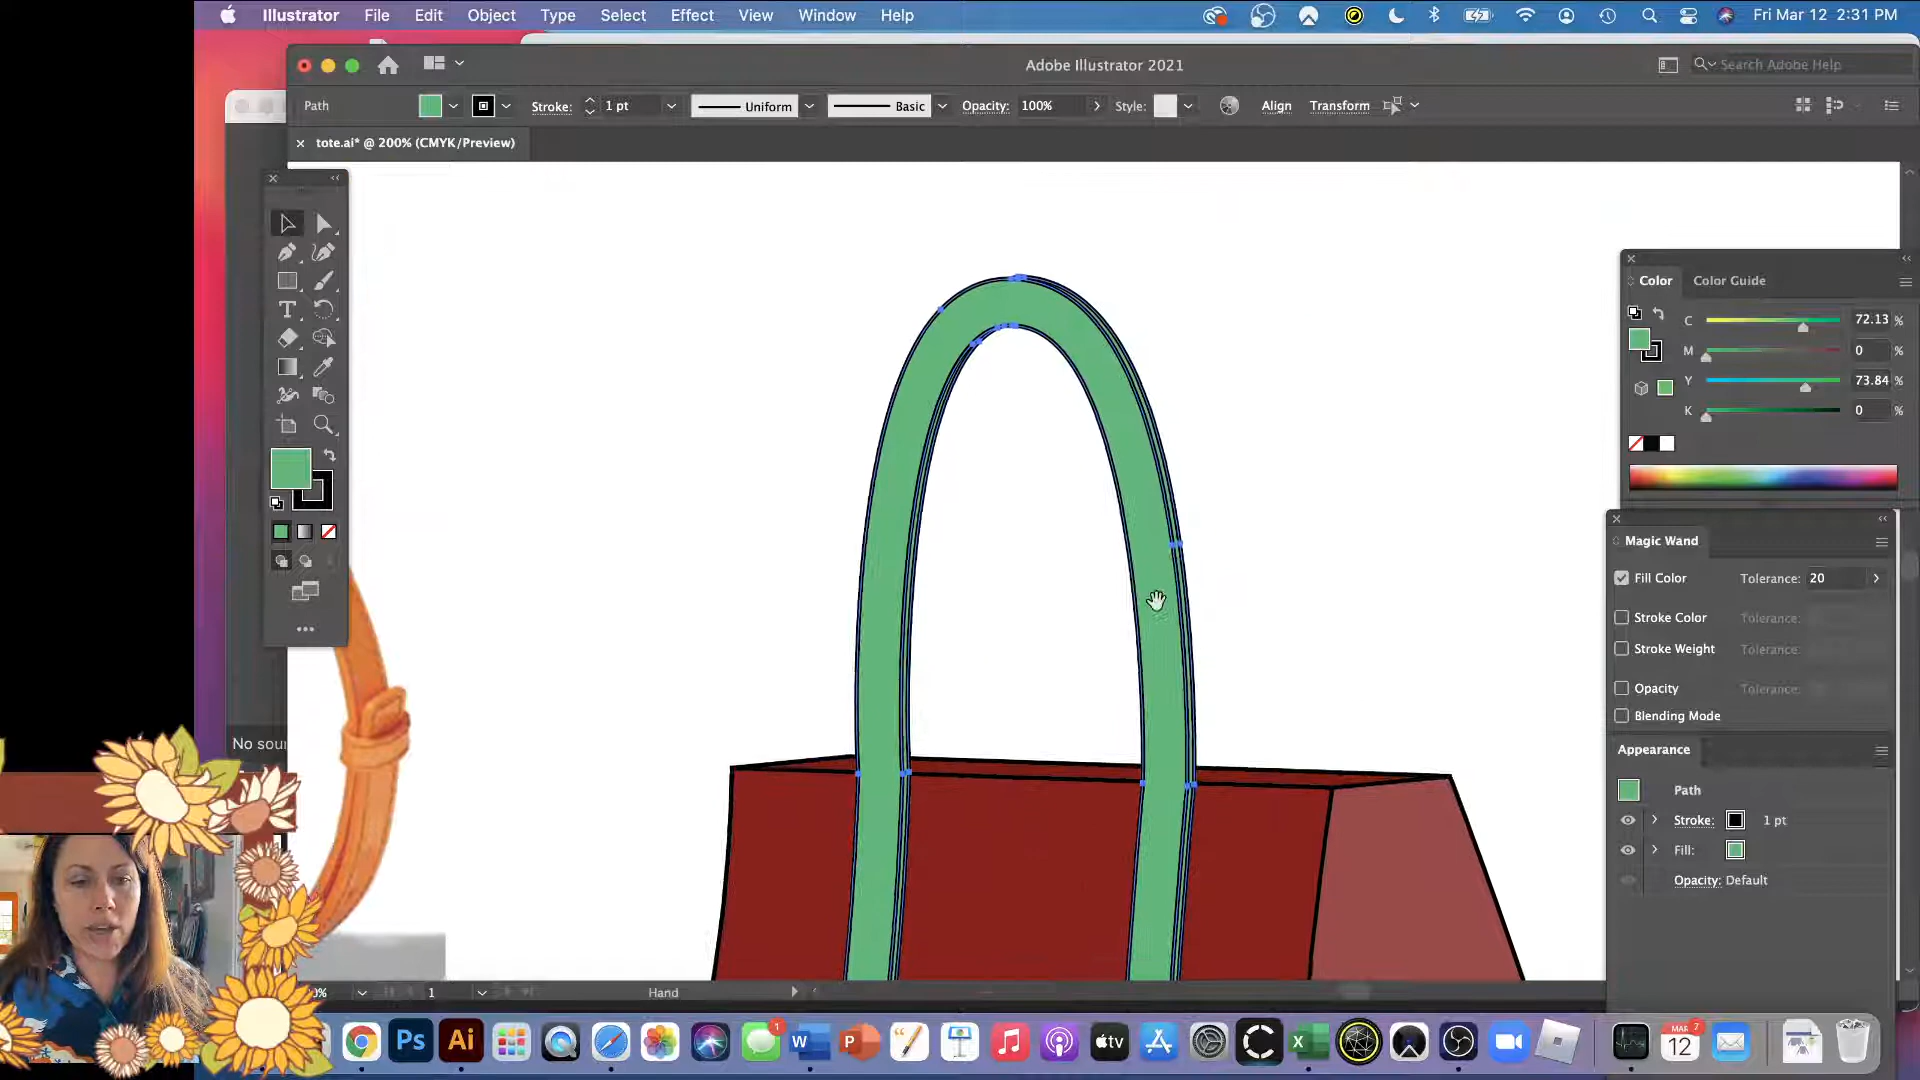 Illustrator File Edit Object Type Select Effect View Window Help
Fri Mar 12 2:31 PM
Adobe Illustrator 2021
Search Adobe Help
Path Stroke: 1 pt Uniform Basic Opacity: 100% Style: Align Transform
tote.ai* @ 200% (CMYK/Preview)
Color Color Guide
C 72.13 %
M 0 %
Y 73.84 %
K 0 %
Magic Wand
Fill Color Tolerance: 20
Stroke Color Tolerance:
Stroke Weight Tolerance:
Opacity Tolerance:
Blending Mode
Appearance
Path
Stroke: 1 pt
Fill:
Opacity: Default
No sou
0% 1 Hand
Ps Ai 1 W P tv X MAR 7
12